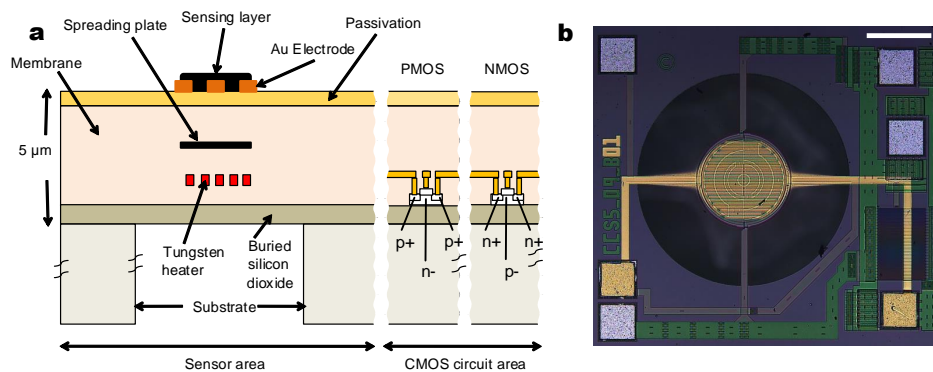 a
Sensing layer
Spreading plate
Passivation
Au Electrode
Membrane
PMOS
NMOS
5 µm
p+
p+
n+
n+
n-
p-
Tungsten
heater
Buried
silicon
dioxide
Substrate
Sensor area
CMOS circuit area
b